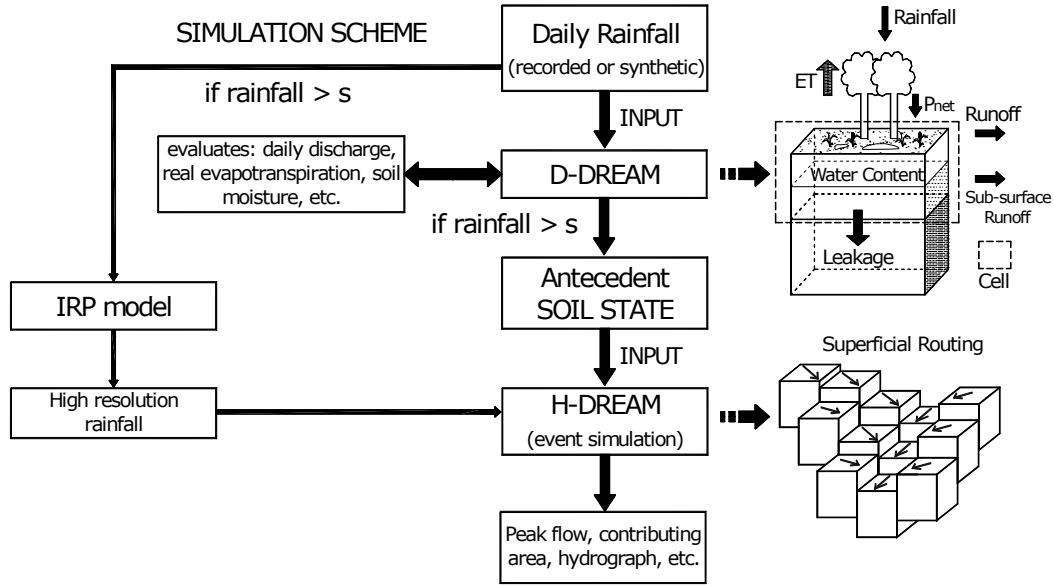 SIMULATION SCHEME
Daily Rainfall
(recorded or synthetic)
if rainfall > s
INPUT
evaluates: daily discharge,
real evapotranspiration, soil
moisture, etc.
D-DREAM
if rainfall > s
Antecedent
SOIL STATE
IRP model
INPUT
High resolution
rainfall
H-DREAM
(event simulation)
Peak flow, contributing
area, hydrograph, etc.
Rainfall
ET
Pnet
Runoff
Water Content
Sub-surface
Runoff
Leakage
Cell
Superficial Routing